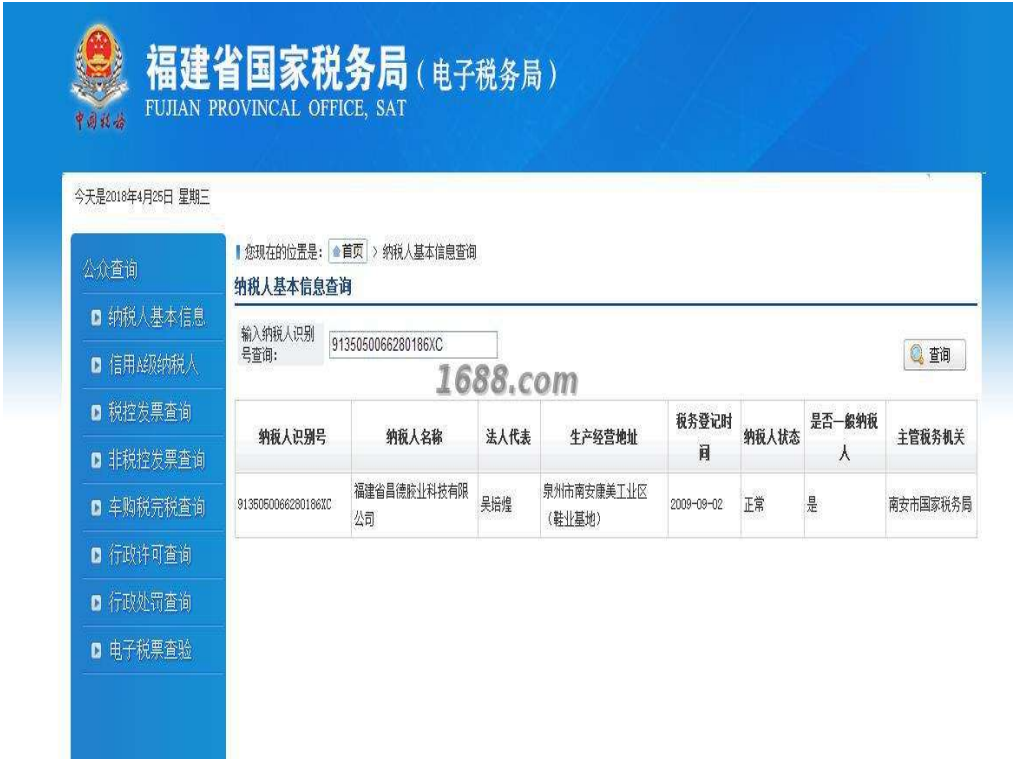 福建省国家税务局(电子税务局)
FUJIAN PROVINCAL OFFICE, SAT
中国税务
今天是2018年4月25日 星期三
公众查询
纳税人基本信息
信用A级纳税人
税控发票查询
非税控发票查询
车购税完税查询
行政许可查询
行政处罚查询
电子税票查验
您现在的位置是: 首页 > 纳税人基本信息查询
纳税人基本信息查询
输入纳税人识别
号查询:
9135050066280186XC
查询
1688.com
纳税人识别号 纳税人名称 法人代表 生产经营地址 税务登记时间 纳税人状态 是否一般纳税人 主管税务机关
9135050066280186XC 福建省昌德胶业科技有限公司 吴培煌 泉州市南安康美工业区(鞋业基地) 2009-09-02 正常 是 南安市国家税务局